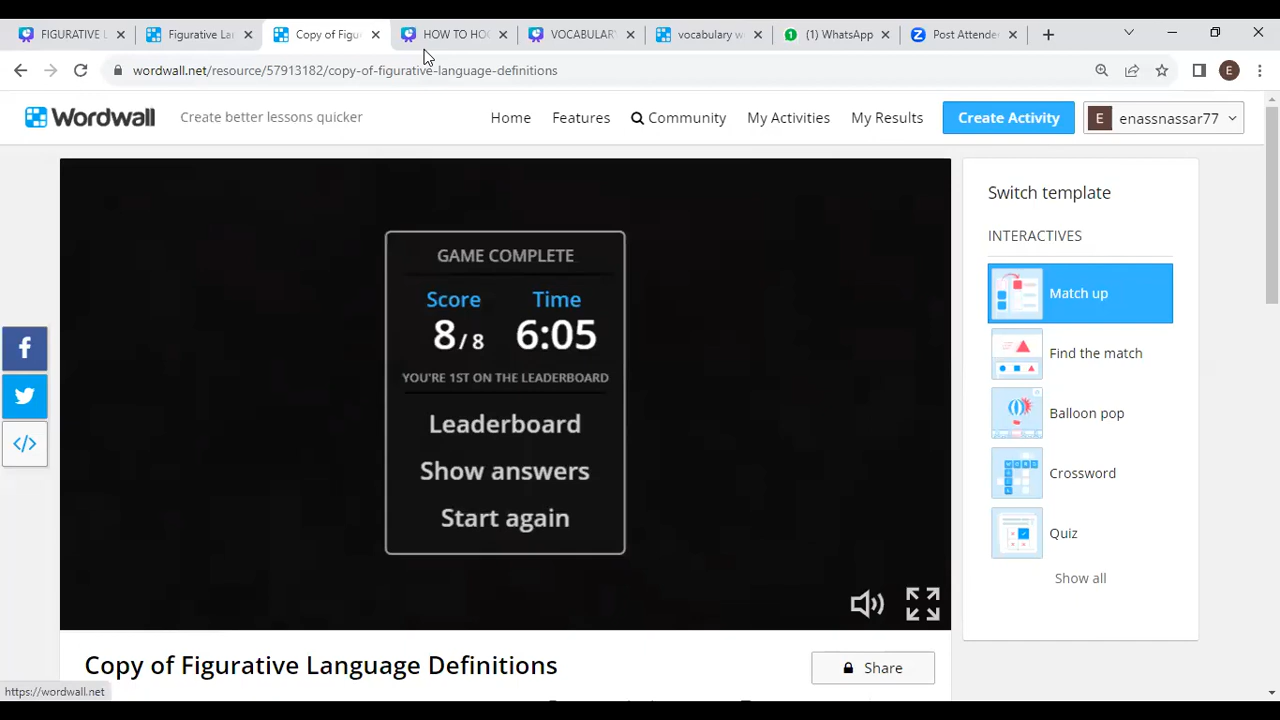 FIGURATIVE L
Figurative
Copy of Figu
HOW TO HOO
VOCABULARY
vocabulary w
(1) WhatsApp
Post Attende
wordwall.net/resource/57913182/copy-of-figurative-language-definitions
E
Wordwall
Create better lessons quicker
Home
Features
Community
My Activities
My Results
Create Activity
E
enassnassar77
GAME COMPLETE
Score
Time
8/ 8
6:05
YOU'RE 1ST ON THE LEADERBOARD
Leaderboard
Show answers
Start again
Switch template
INTERACTIVES
Match up
Find the match
Balloon pop
Crossword
Quiz
Show all
f
</>
Copy of Figurative Language Definitions
Share
https://wordwall.net